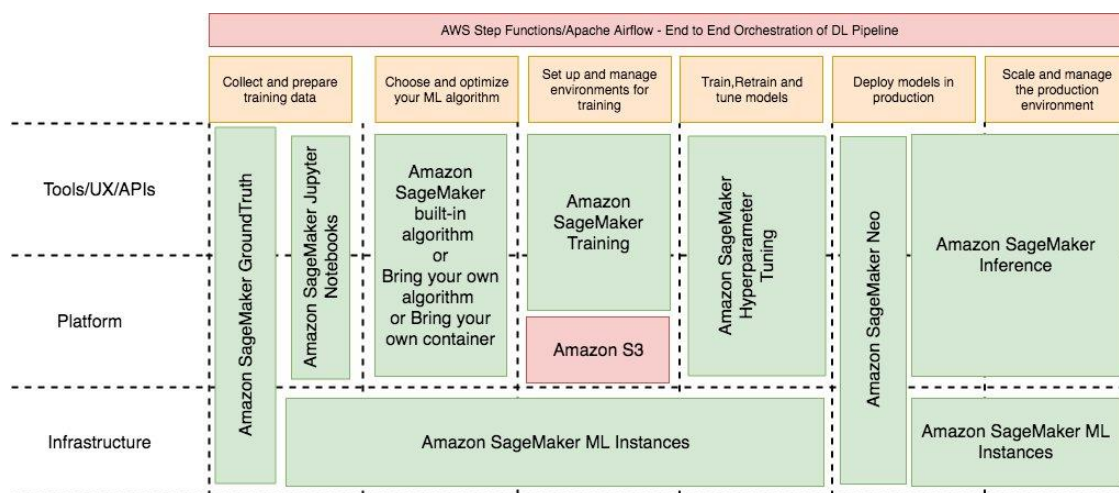 AWS Step Functions/Apache Airflow - End to End Orchestration of DL Pipeline
Collect and prepare
training data
Choose and optimize
your ML algorithm
Set up and manage
environments for
training
Train,Retrain and
tune models
Deploy models in
production
Scale and manage
the production
environment
Tools/UX/APIs
Platform
Infrastructure
Amazon SageMaker GroundTruth
Amazon SageMaker Jupyter
Notebooks
Amazon
SageMaker
built-in
algorithm
or
Bring your own
algorithm
or Bring your
own container
Amazon
SageMaker
Training
Amazon S3
Amazon SageMaker
Hyperparameter
Tuning
Amazon SageMaker Neo
Amazon SageMaker
Inference
Amazon SageMaker ML Instances
Amazon SageMaker ML
Instances